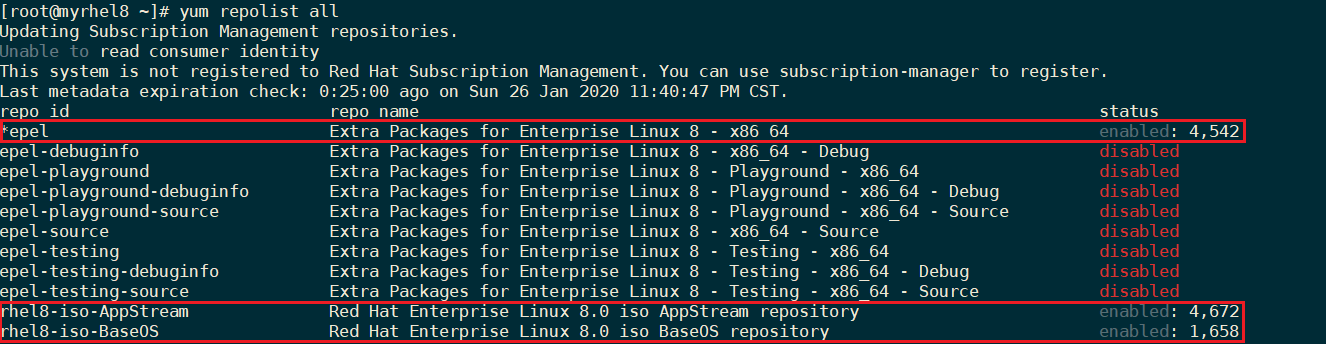 [root@myrhel8 ~]# yum repolist all
Updating Subscription Management repositories.
Unable to read consumer identity
This system is not registered to Red Hat Subscription Management. You can use subscription-manager to register.
Last metadata expiration check: 0:25:00 ago on Sun 26 Jan 2020 11:40:47 PM CST.
repo id repo name status
*epel Extra Packages for Enterprise Linux 8 - x86_64 enabled: 4,542
epel-debuginfo Extra Packages for Enterprise Linux 8 - x86_64 - Debug disabled
epel-playground Extra Packages for Enterprise Linux 8 - Playground - x86_64 disabled
epel-playground-debuginfo Extra Packages for Enterprise Linux 8 - Playground - x86_64 - Debug disabled
epel-playground-source Extra Packages for Enterprise Linux 8 - Playground - x86_64 - Source disabled
epel-source Extra Packages for Enterprise Linux 8 - x86_64 - Source disabled
epel-testing Extra Packages for Enterprise Linux 8 - Testing - x86_64 disabled
epel-testing-debuginfo Extra Packages for Enterprise Linux 8 - Testing - x86_64 - Debug disabled
epel-testing-source Extra Packages for Enterprise Linux 8 - Testing - x86_64 - Source disabled
rhel8-iso-AppStream Red Hat Enterprise Linux 8.0 iso AppStream repository enabled: 4,672
rhel8-iso-BaseOS Red Hat Enterprise Linux 8.0 iso BaseOS repository enabled: 1,658